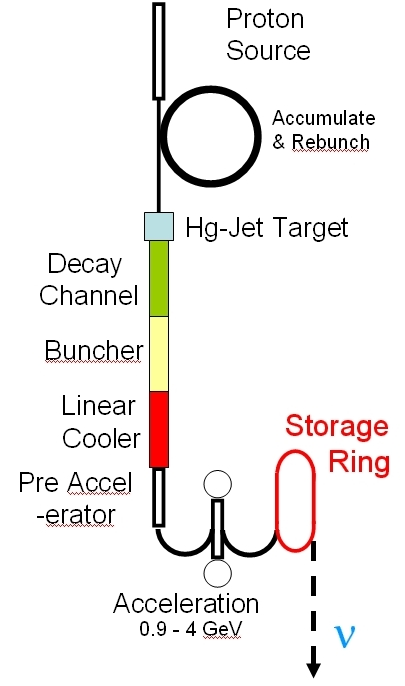 Proton
Source
Accumulate
& Rebunch
Hg-Jet Target
Decay
Channel
Buncher
Linear
Cooler
Storage
Ring
Pre Accel
-erator
Acceleration
0.9 - 4 GeV
ν